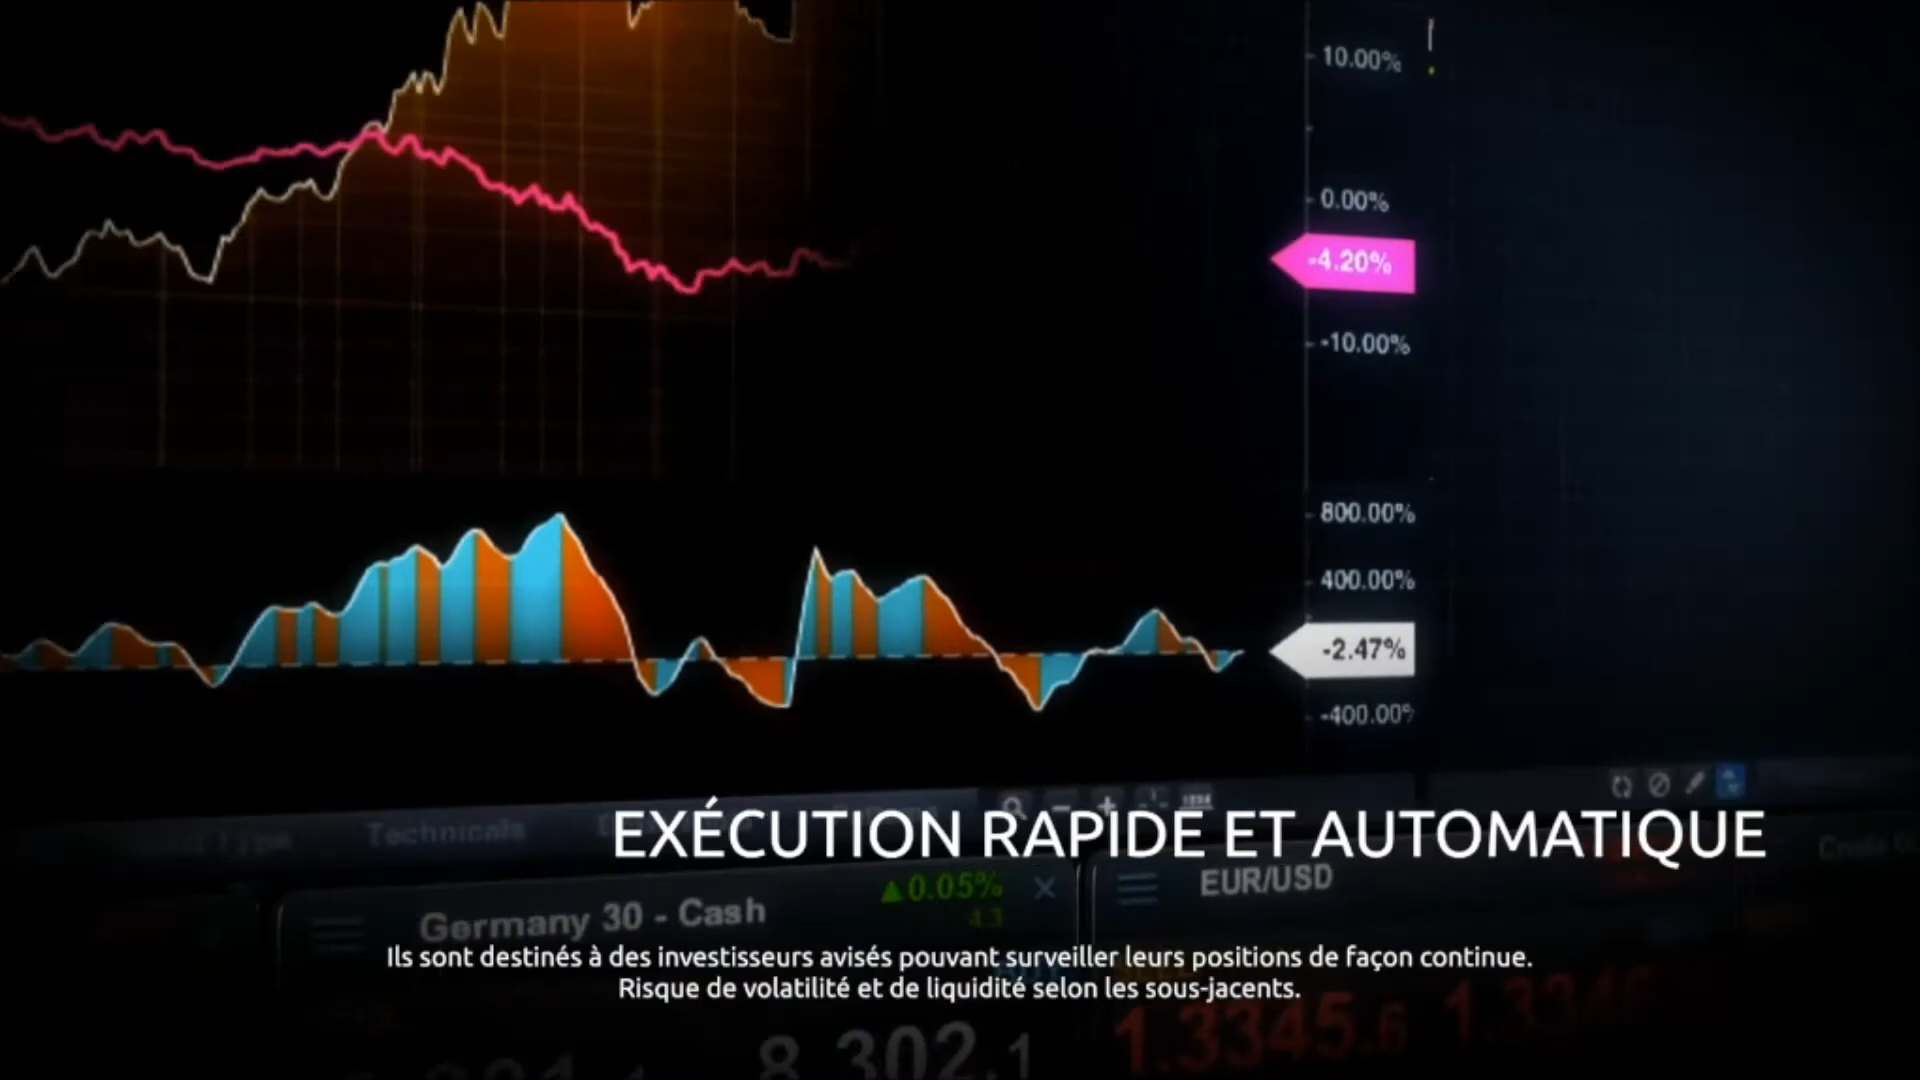 10.00%
0.00%
-4.20%
-10.00%
800.00%
400.00%
-2.47%
-400.00%
Technicals
EXÉCUTION RAPIDE ET AUTOMATIQUE
Germany 30 - Cash
▲0.05%
4.3
EUR/USD
Ils sont destinés à des investisseurs avisés pouvant surveiller leurs positions de façon continue.
Risque de volatilité et de liquidité selon les sous-jacents.
8 302.1
1.3345.6